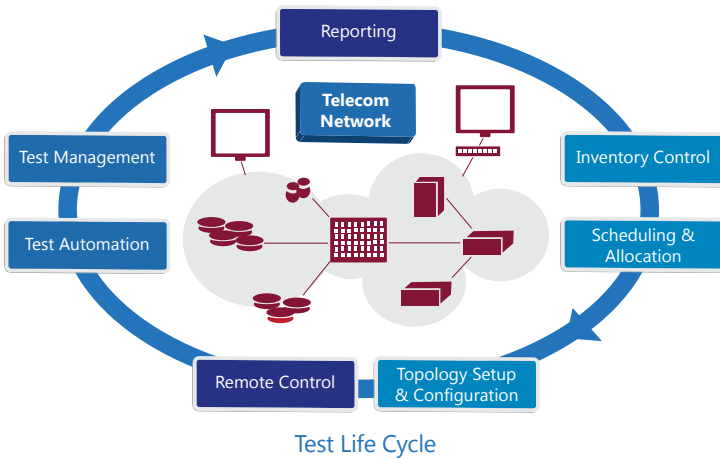 Reporting
Telecom
Network
Test Management
Inventory Control
Test Automation
Scheduling &
Allocation
Remote Control
Topology Setup
& Configuration
Test Life Cycle